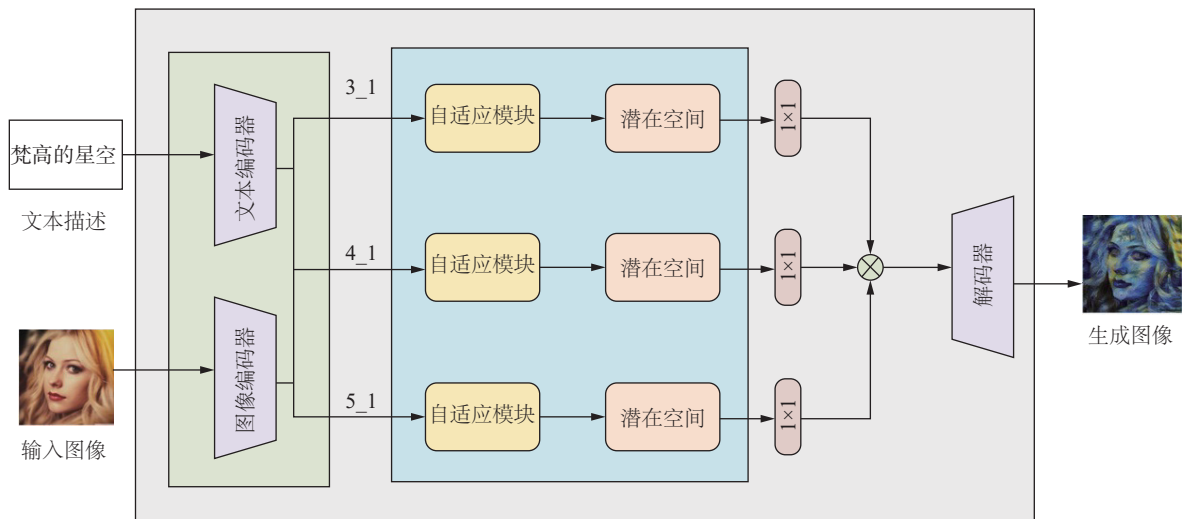 梵高的星空
文本描述
输入图像
文本编码器
图像编码器
3_1
自适应模块
潜在空间
1×1
4_1
自适应模块
潜在空间
1×1
5_1
自适应模块
潜在空间
1×1
解码器
生成图像